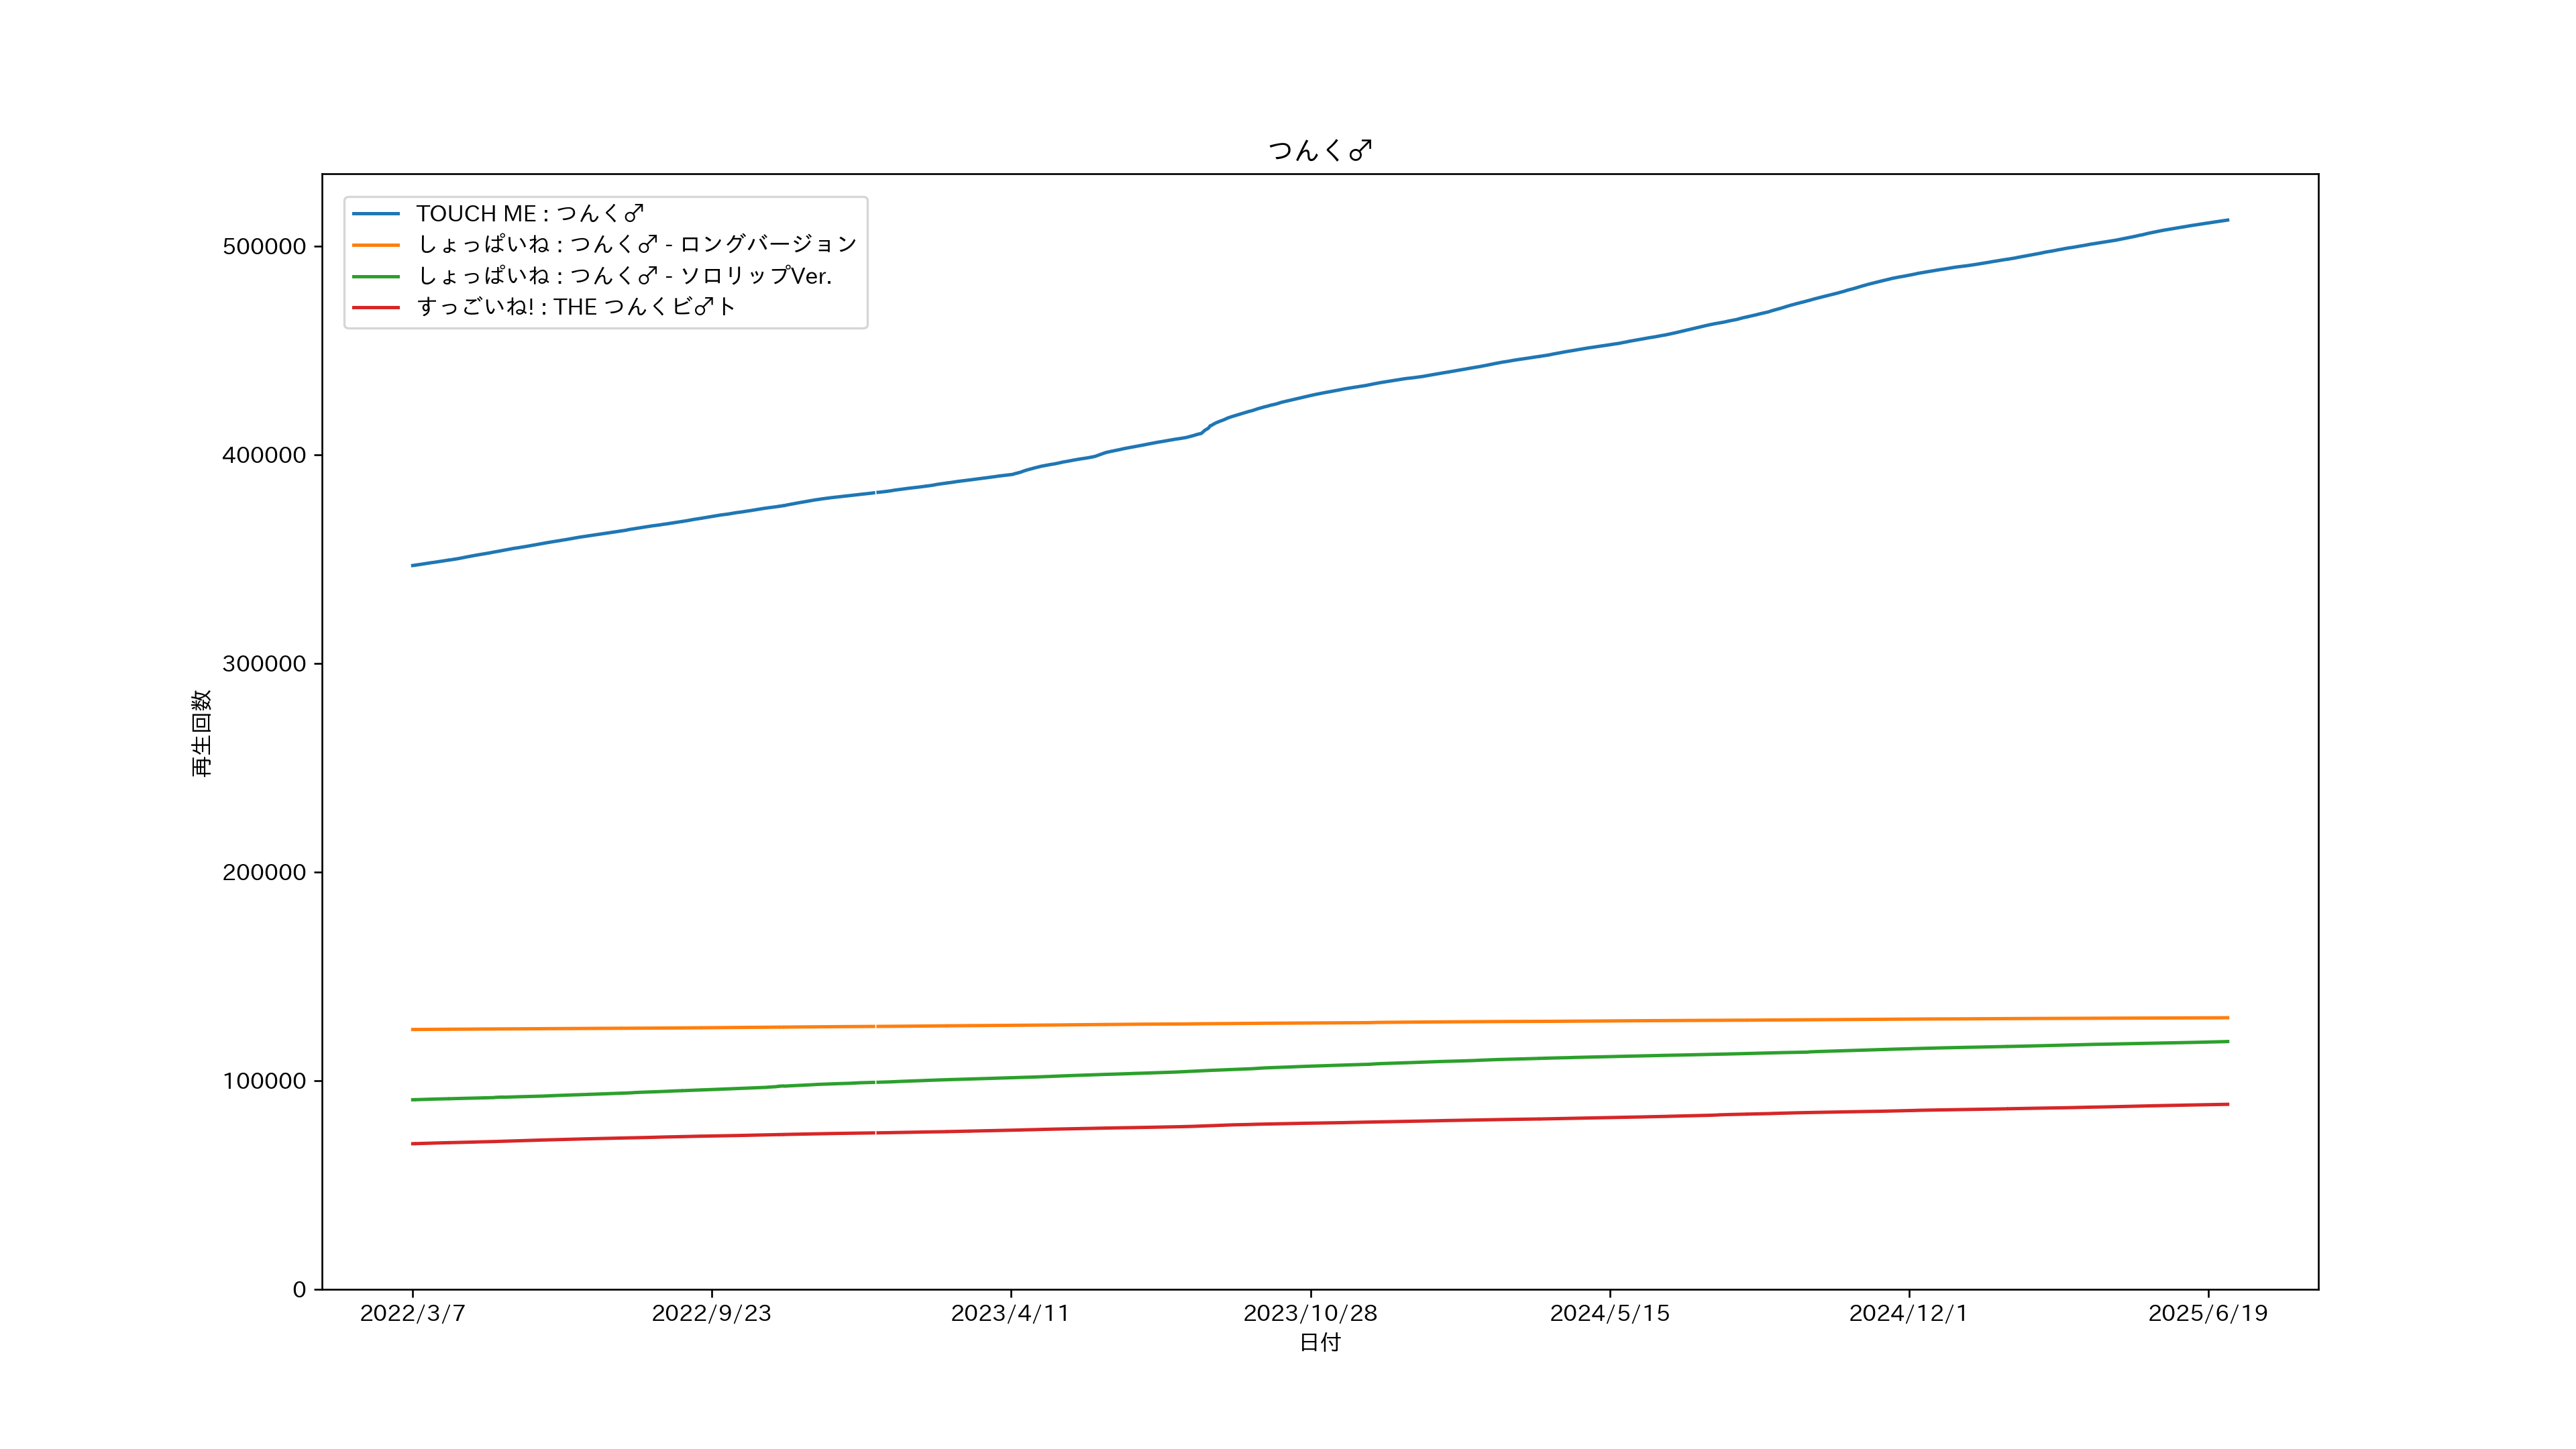 つんく♂
TOUCH ME : つんく♂
しょっぱいね : つんく♂ - ロングバージョン
しょっぱいね : つんく♂ - ソロリップVer.
すっごいね! : THE つんくビ♂ト
500000
400000
300000
200000
100000
0
再生回数
2022/3/7
2022/9/23
2023/4/11
2023/10/28
2024/5/15
2024/12/1
2025/6/19
日付